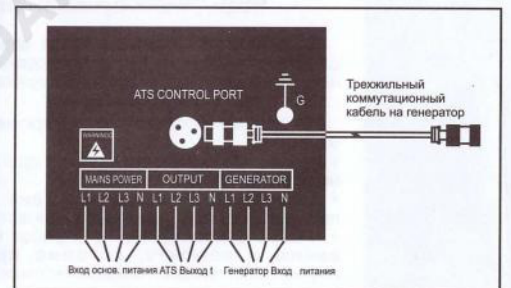 ATS CONTROL PORT
G
Трехжильный
коммутационный
кабель на генератор
WARNING
MAINS POWER OUTPUT GENERATOR
L1 L2 L3 N L1 L2 L3 N L1 L2 L3 N
Вход основ. питания ATS Выход t Генератор Вход питания